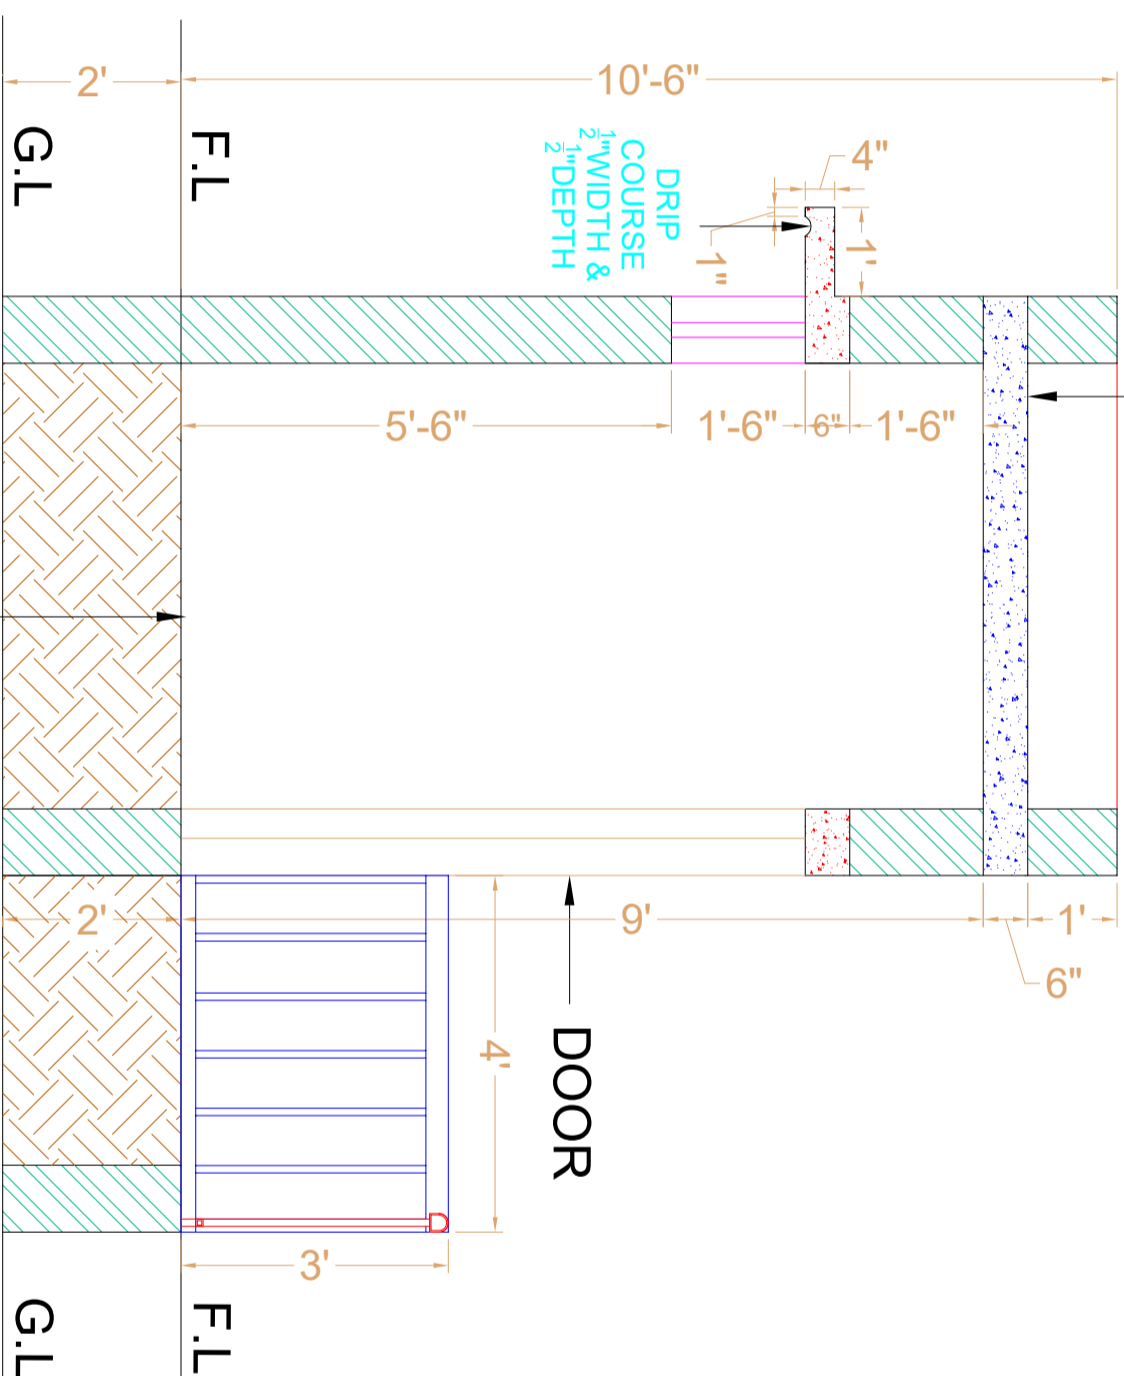 2'
10'-6"
G.L
F.L
DRIP
COURSE
1/2"WIDTH &
1/2"DEPTH
4"
1'
1"
5'-6"
1'-6"
6"
1'-6"
2'
9'
1'
6"
4'
DOOR
3'
G.L
F.L